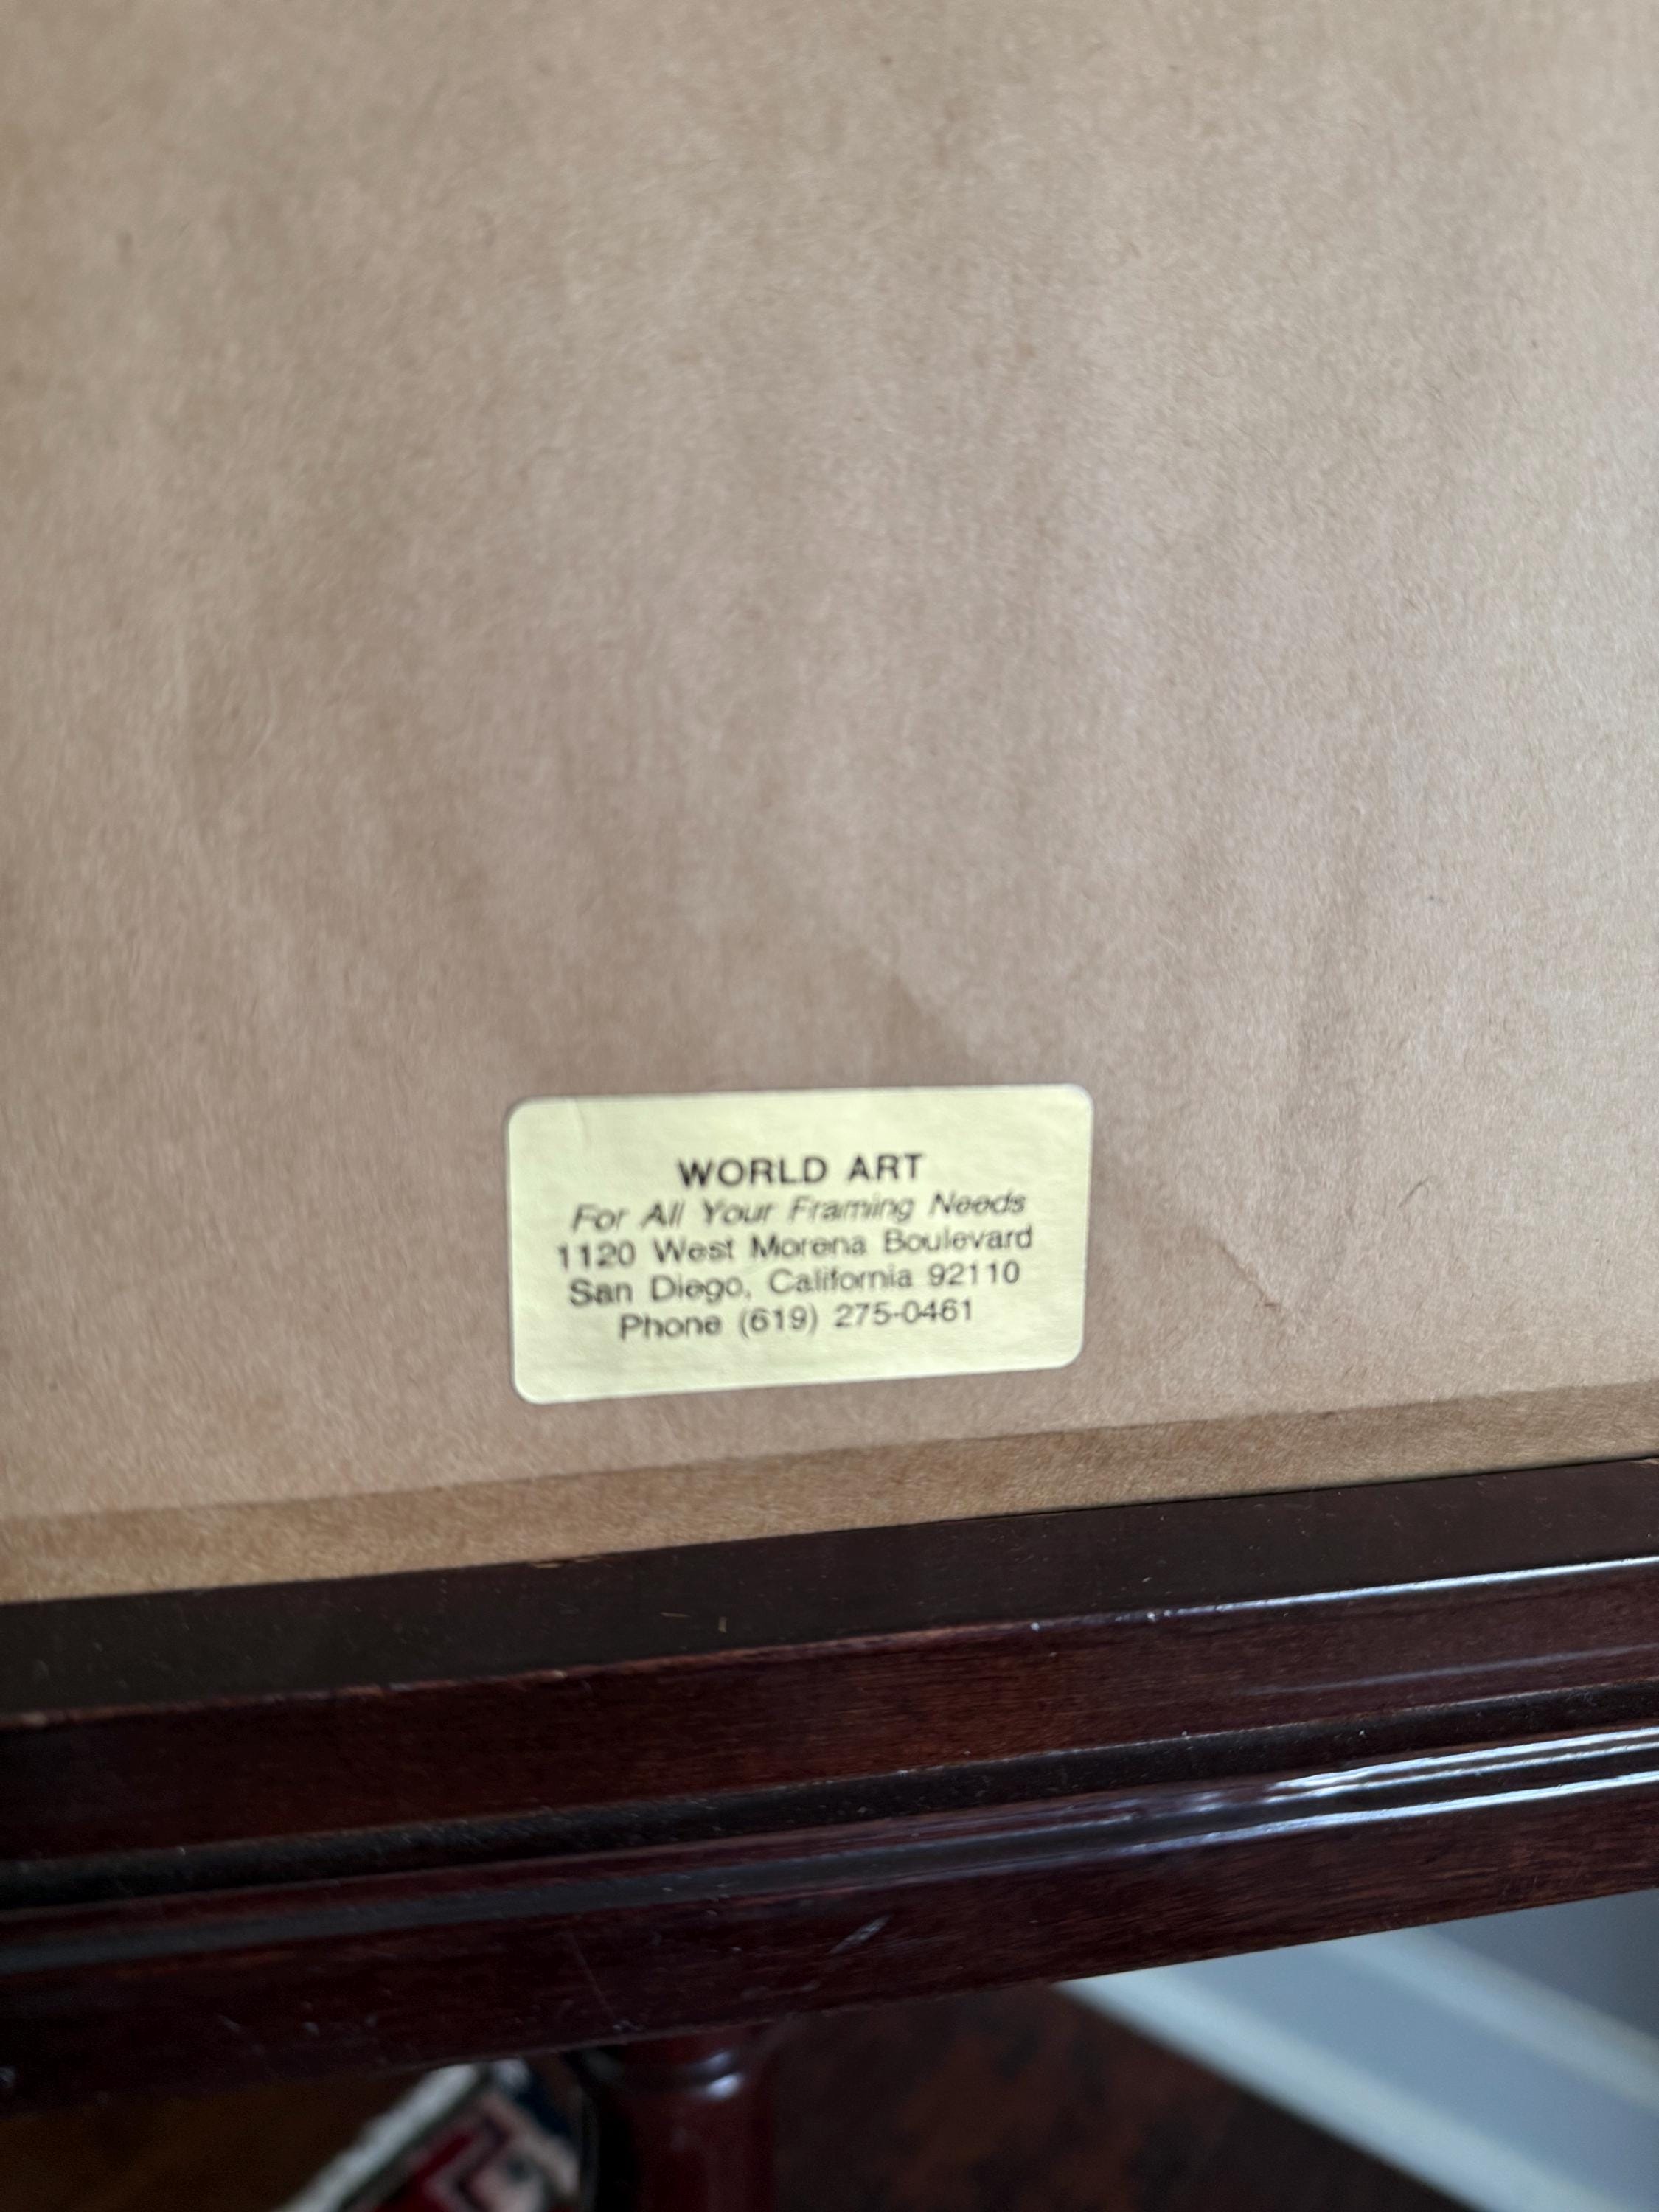 WORLD ART
For All Your Framing Needs
1120 West Morena Boulevard
San Diego, California 92110
Phone (619) 275-0461